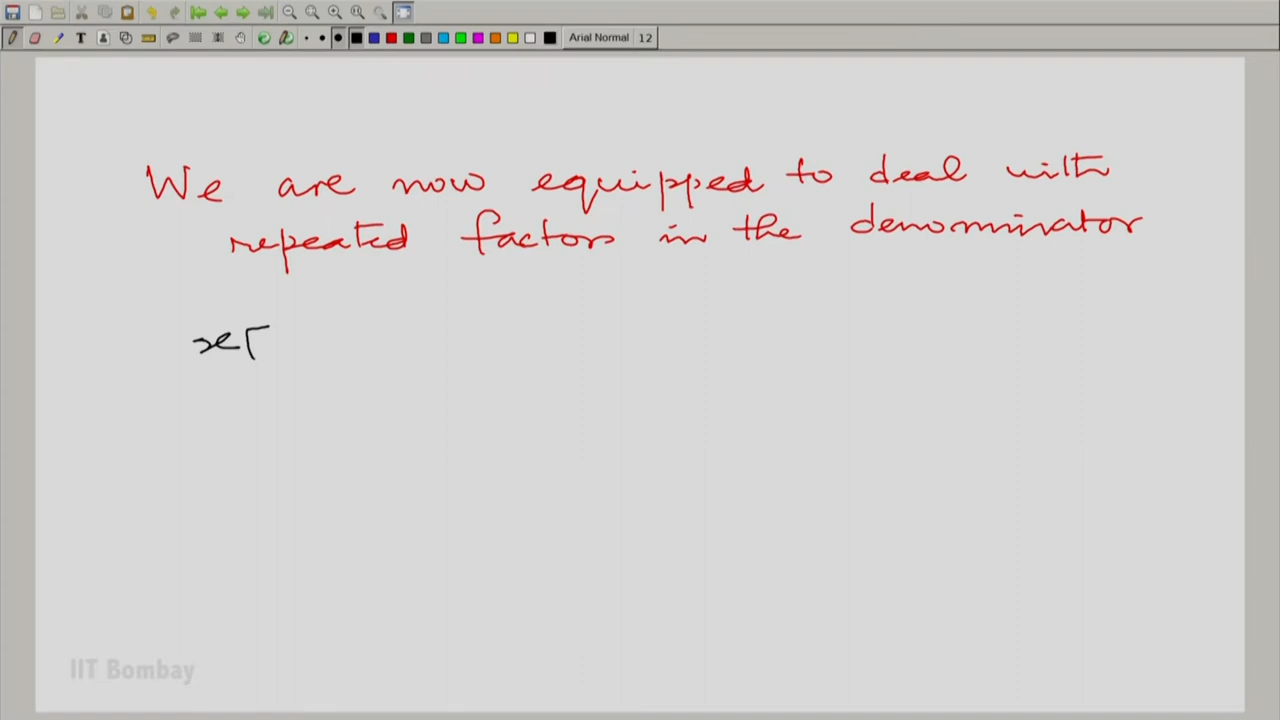 Arial Normal 12
We are now equipped to deal with
repeated factors in the denominator
x[
IIT Bombay